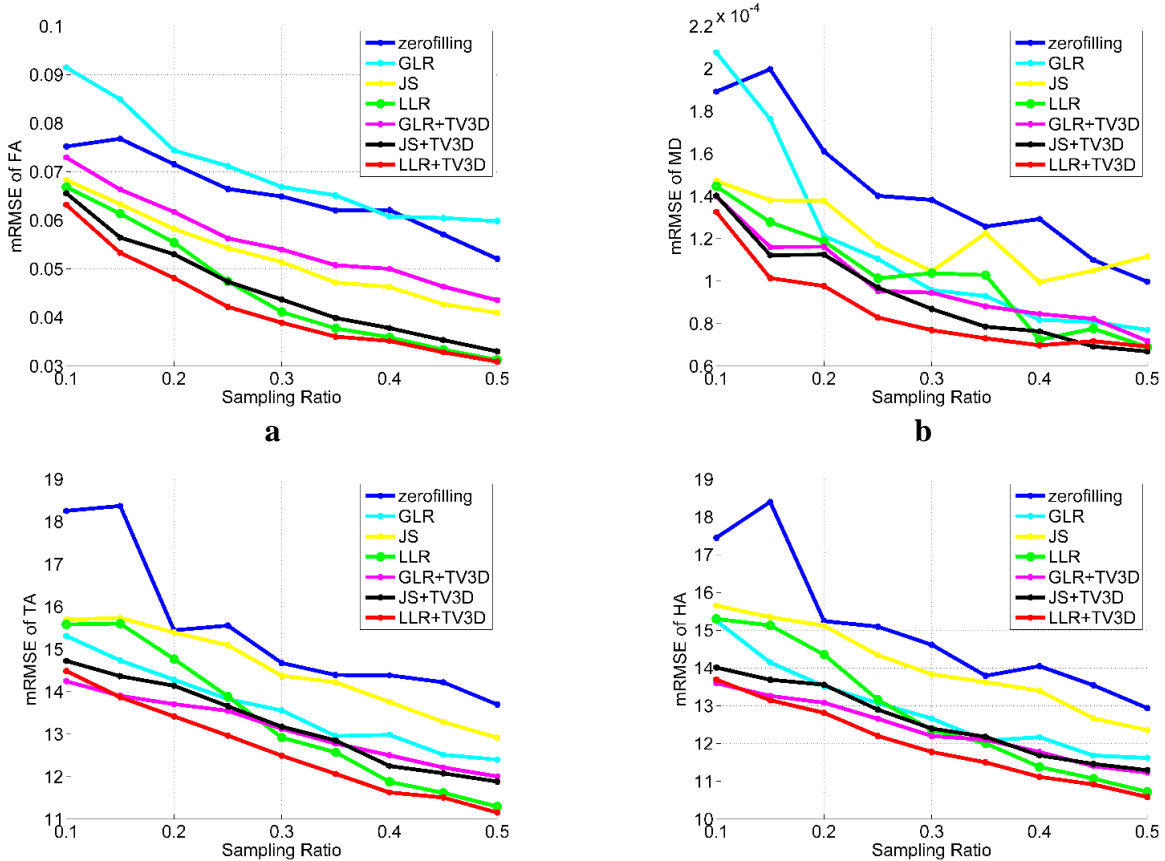 0.1
0.09
0.08
0.07
0.06
0.05
0.04
0.03
mRMSE of FA
0.1 0.2 0.3 0.4 0.5
Sampling Ratio
zerofilling
GLR
JS
LLR
GLR+TV3D
JS+TV3D
LLR+TV3D
a
x 10⁻⁴
2.2
2
1.8
1.6
1.4
1.2
1
0.8
0.6
mRMSE of MD
0.1 0.2 0.3 0.4 0.5
Sampling Ratio
zerofilling
GLR
JS
LLR
GLR+TV3D
JS+TV3D
LLR+TV3D
b
19
18
17
16
15
14
13
12
11
mRMSE of TA
0.1 0.2 0.3 0.4 0.5
Sampling Ratio
zerofilling
GLR
JS
LLR
GLR+TV3D
JS+TV3D
LLR+TV3D
19
18
17
16
15
14
13
12
11
10
mRMSE of HA
0.1 0.2 0.3 0.4 0.5
Sampling Ratio
zerofilling
GLR
JS
LLR
GLR+TV3D
JS+TV3D
LLR+TV3D